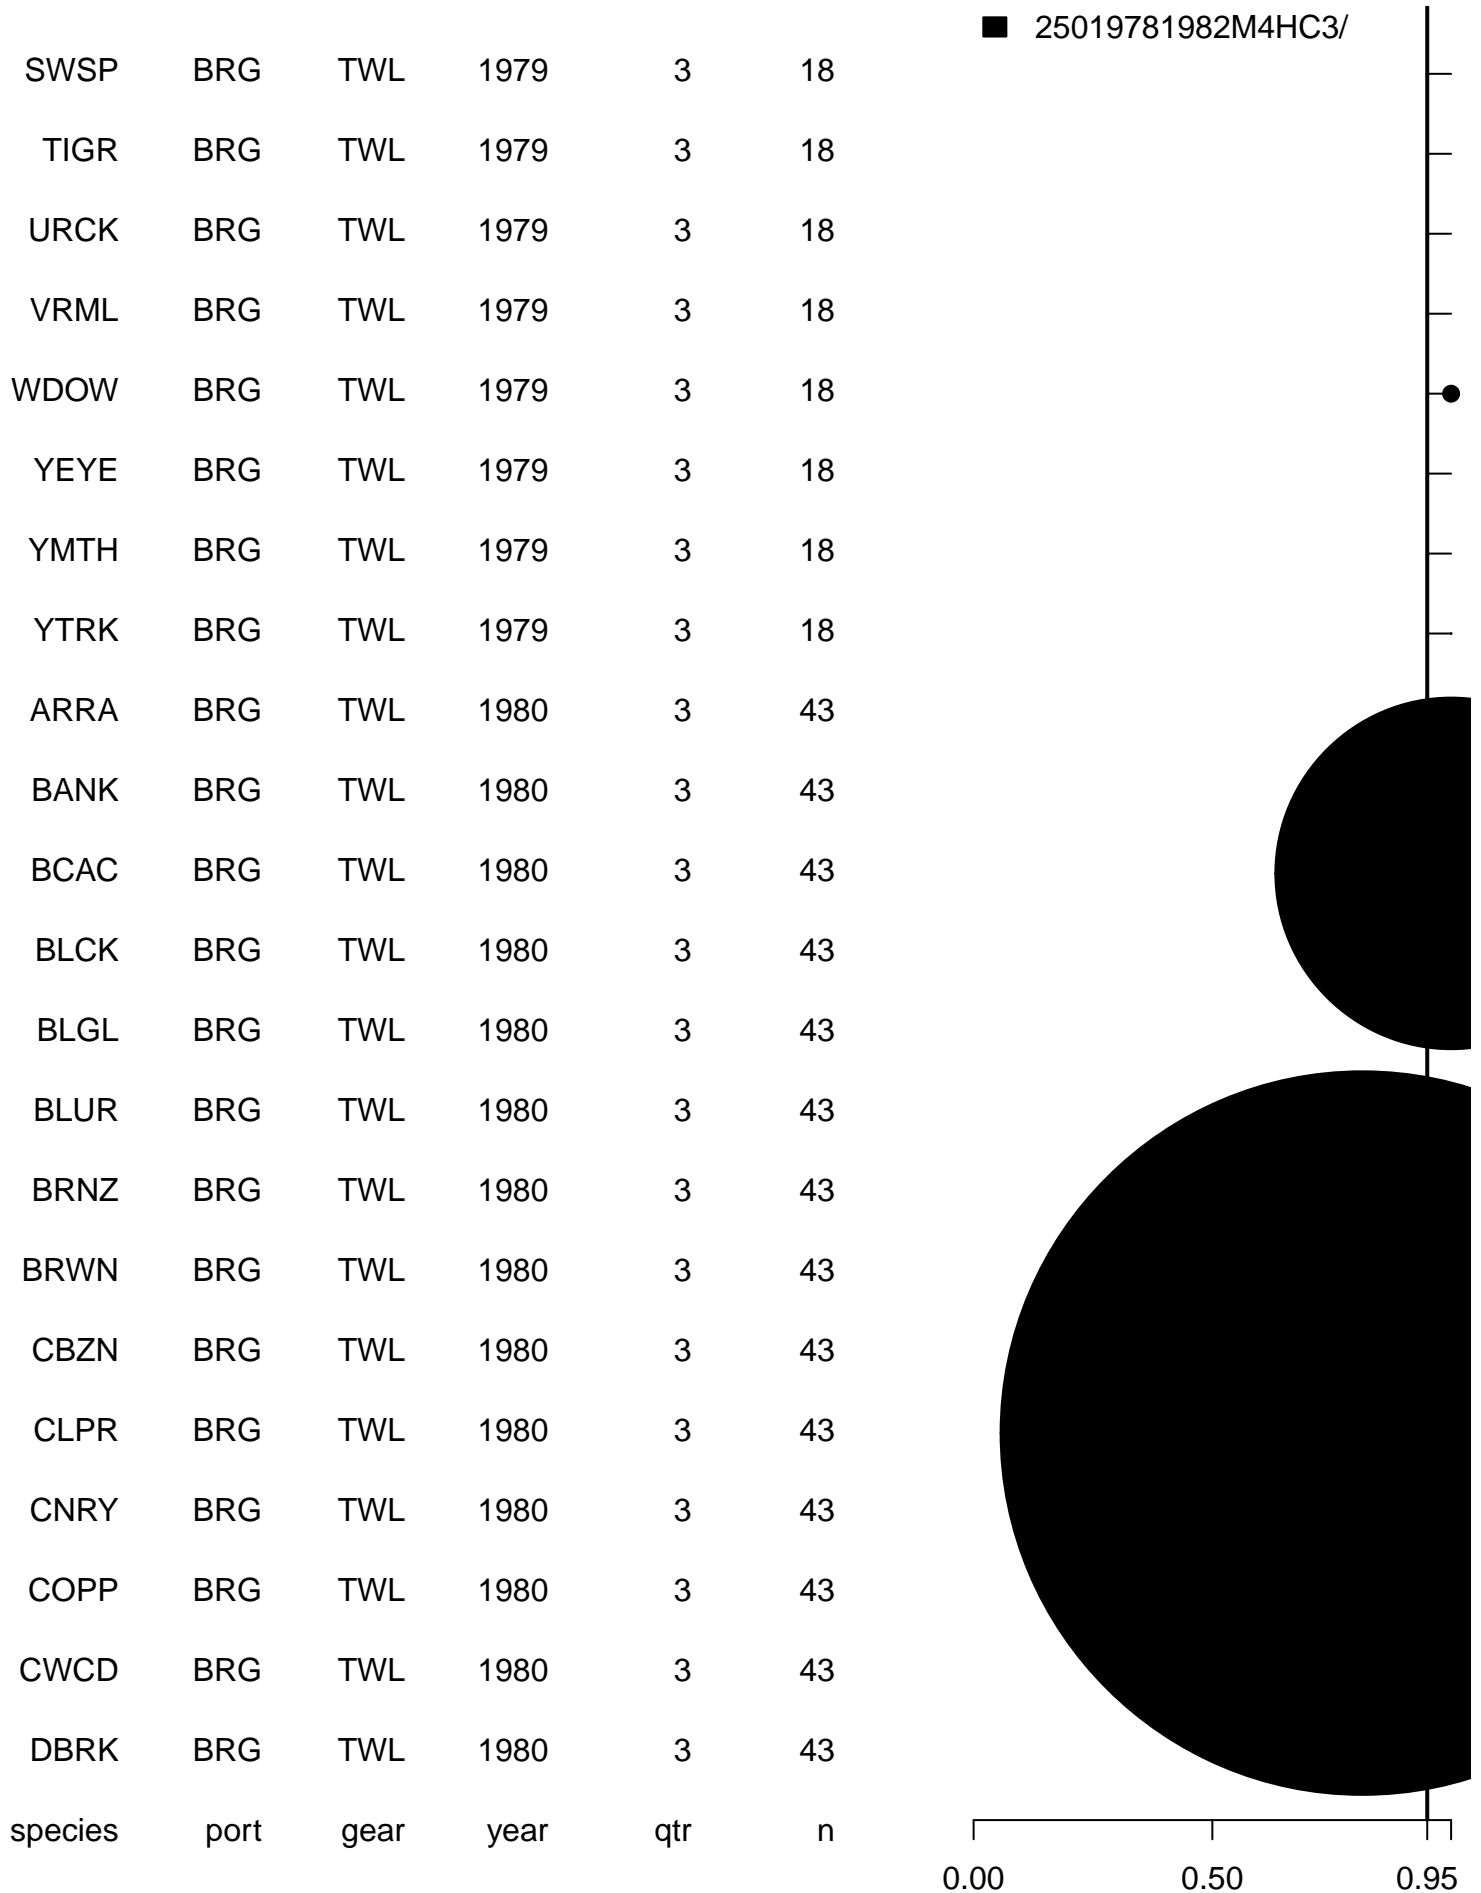 25019781982M4HC3/
SWSP BRG TWL 1979 3 18
TIGR BRG TWL 1979 3 18
URCK BRG TWL 1979 3 18
VRML BRG TWL 1979 3 18
WDOW BRG TWL 1979 3 18
YEYE BRG TWL 1979 3 18
YMTH BRG TWL 1979 3 18
YTRK BRG TWL 1979 3 18
ARRA BRG TWL 1980 3 43
BANK BRG TWL 1980 3 43
BCAC BRG TWL 1980 3 43
BLCK BRG TWL 1980 3 43
BLGL BRG TWL 1980 3 43
BLUR BRG TWL 1980 3 43
BRNZ BRG TWL 1980 3 43
BRWN BRG TWL 1980 3 43
CBZN BRG TWL 1980 3 43
CLPR BRG TWL 1980 3 43
CNRY BRG TWL 1980 3 43
COPP BRG TWL 1980 3 43
CWCD BRG TWL 1980 3 43
DBRK BRG TWL 1980 3 43
species port gear year qtr n
0.00 0.50 0.95